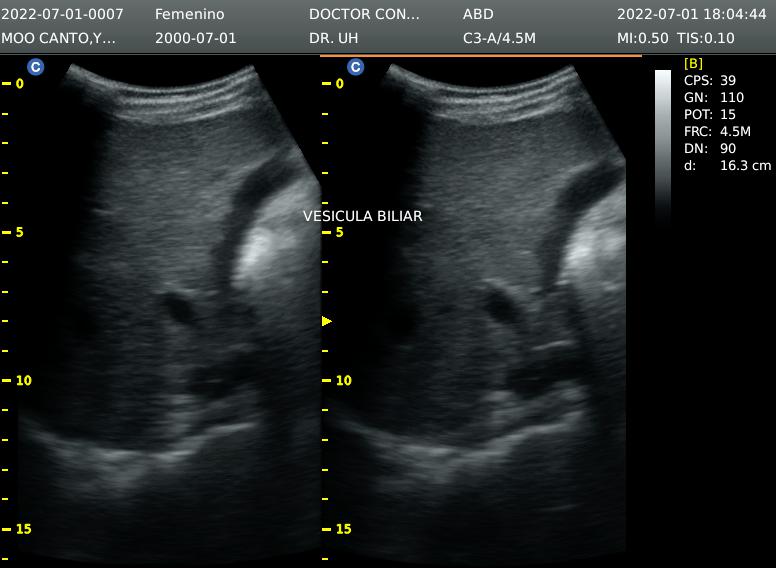 2022-07-01-0007 Femenino DOCTOR CON... ABD 2022-07-01 18:04:44
MOO CANTO,Y... 2000-07-01 DR. UH C3-A/4.5M MI:0.50 TIS:0.10
C C
[B]
CPS: 39
GN: 110
POT: 15
FRC: 4.5M
DN: 90
d: 16.3 cm
VESICULA BILIAR
0 0
5 5
10 10
15 15